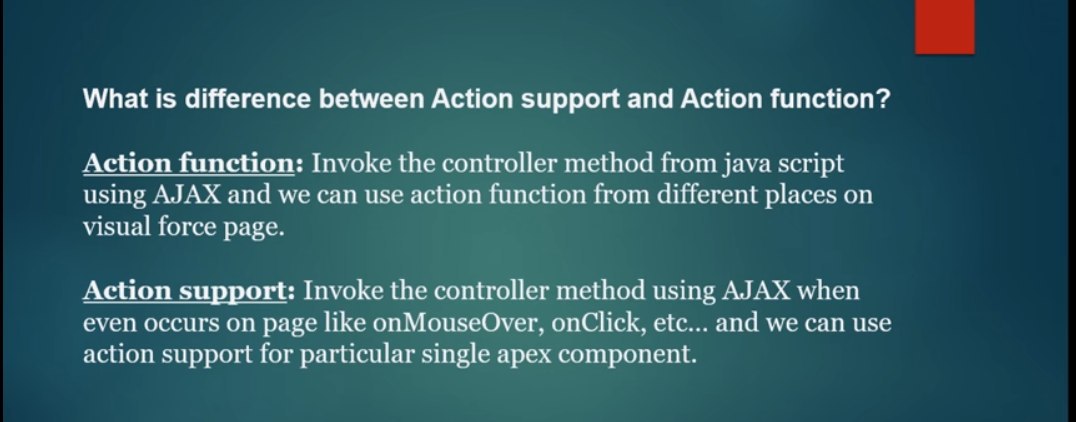 What is difference between Action support and Action function?
Action function: Invoke the controller method from java script
using AJAX and we can use action function from different places on
visual force page.
Action support: Invoke the controller method using AJAX when
even occurs on page like onMouseOver, onClick, etc... and we can use
action support for particular single apex component.